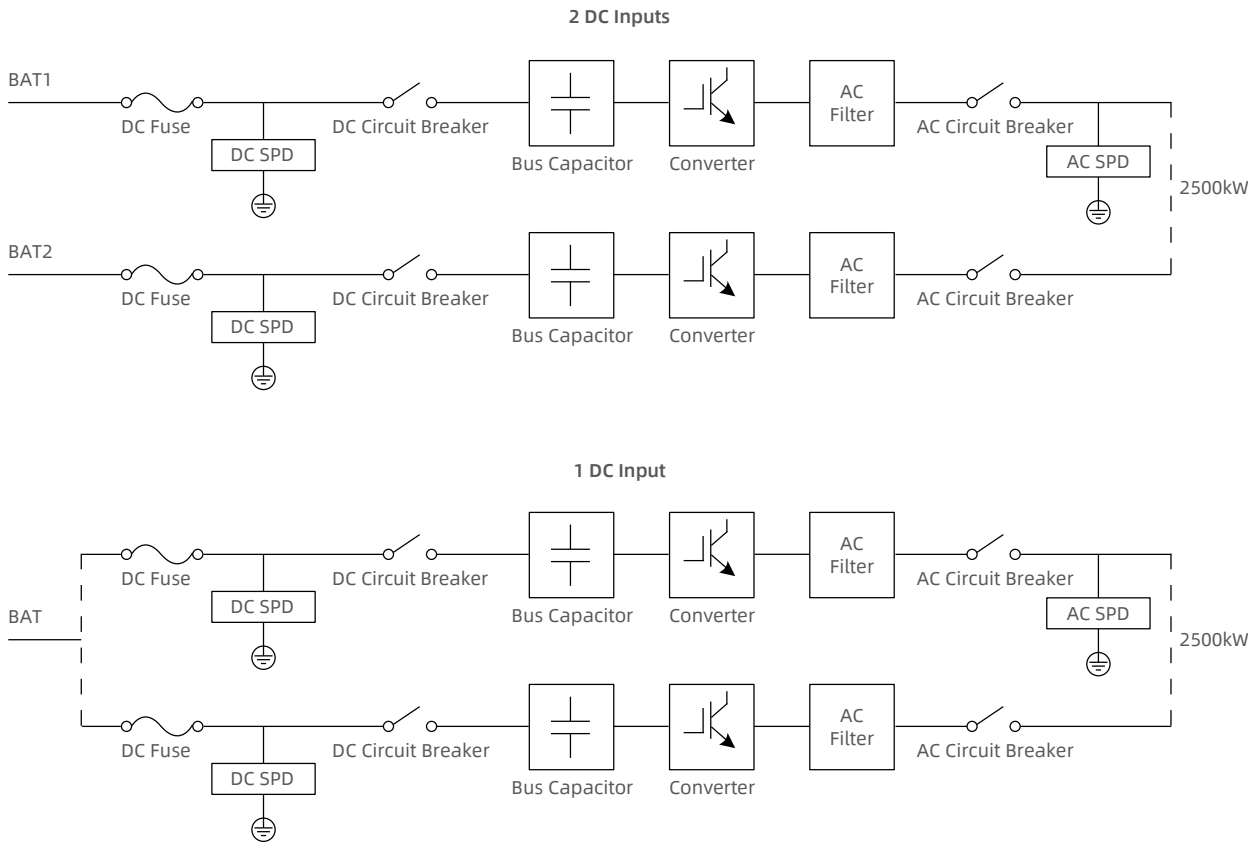 2 DC Inputs
BAT1
DC Fuse
DC SPD
DC Circuit Breaker
Bus Capacitor
Converter
AC
Filter
AC Circuit Breaker
AC SPD
2500kW
BAT2
DC Fuse
DC SPD
DC Circuit Breaker
Bus Capacitor
Converter
AC
Filter
AC Circuit Breaker
1 DC Input
BAT
DC Fuse
DC SPD
DC Circuit Breaker
Bus Capacitor
Converter
AC
Filter
AC Circuit Breaker
AC SPD
2500kW
DC Fuse
DC SPD
DC Circuit Breaker
Bus Capacitor
Converter
AC
Filter
AC Circuit Breaker